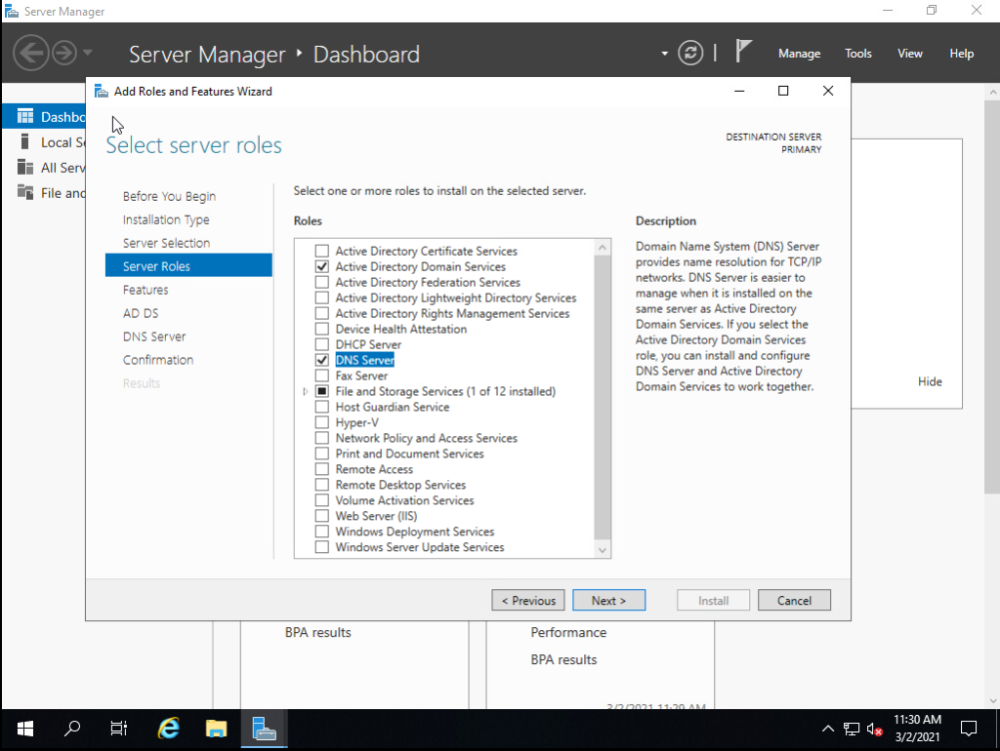 Server Manager
Server Manager ‣ Dashboard
Manage Tools View Help
Add Roles and Features Wizard
Dashbo
Local Se
All Serv
File and
Select server roles
DESTINATION SERVER
PRIMARY
Before You Begin
Installation Type
Server Selection
Server Roles
Features
AD DS
DNS Server
Confirmation
Results
Select one or more roles to install on the selected server.
Roles
Active Directory Certificate Services
Active Directory Domain Services
Active Directory Federation Services
Active Directory Lightweight Directory Services
Active Directory Rights Management Services
Device Health Attestation
DHCP Server
DNS Server
Fax Server
File and Storage Services (1 of 12 installed)
Host Guardian Service
Hyper-V
Network Policy and Access Services
Print and Document Services
Remote Access
Remote Desktop Services
Volume Activation Services
Web Server (IIS)
Windows Deployment Services
Windows Server Update Services
Description
Domain Name System (DNS) Server
provides name resolution for TCP/IP
networks. DNS Server is easier to
manage when it is installed on the
same server as Active Directory
Domain Services. If you select the
Active Directory Domain Services
role, you can install and configure
DNS Server and Active Directory
Domain Services to work together.
Hide
< Previous Next > Install Cancel
BPA results
Performance
BPA results
3/2/2021 11:29 AM
11:30 AM
3/2/2021